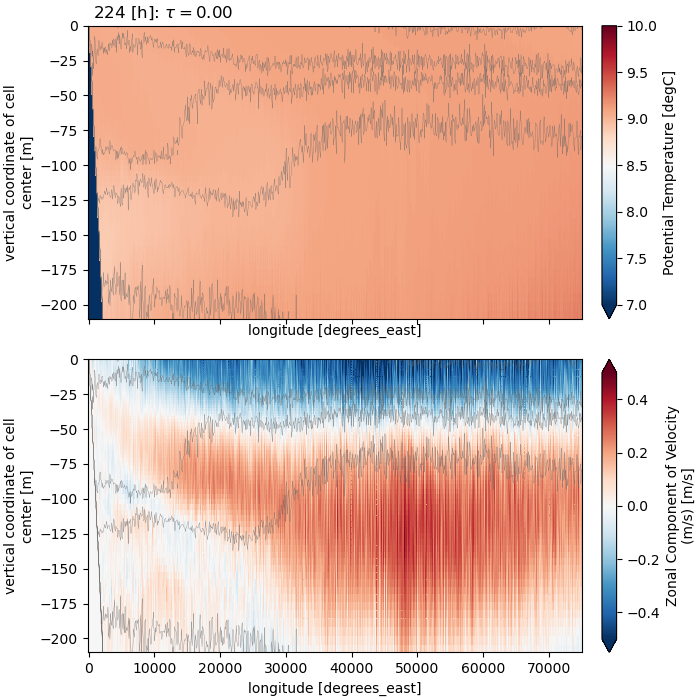 224 [h]: τ = 0.00
0
−25
−50
−75
−100
−125
−150
−175
−200
vertical coordinate of cell
center [m]
longitude [degrees_east]
10.0
9.5
9.0
8.5
8.0
7.5
7.0
Potential Temperature [degC]
0
−25
−50
−75
−100
−125
−150
−175
−200
vertical coordinate of cell
center [m]
0 10000 20000 30000 40000 50000 60000 70000
longitude [degrees_east]
0.4
0.2
0.0
−0.2
−0.4
Zonal Component of Velocity
(m/s) [m/s]